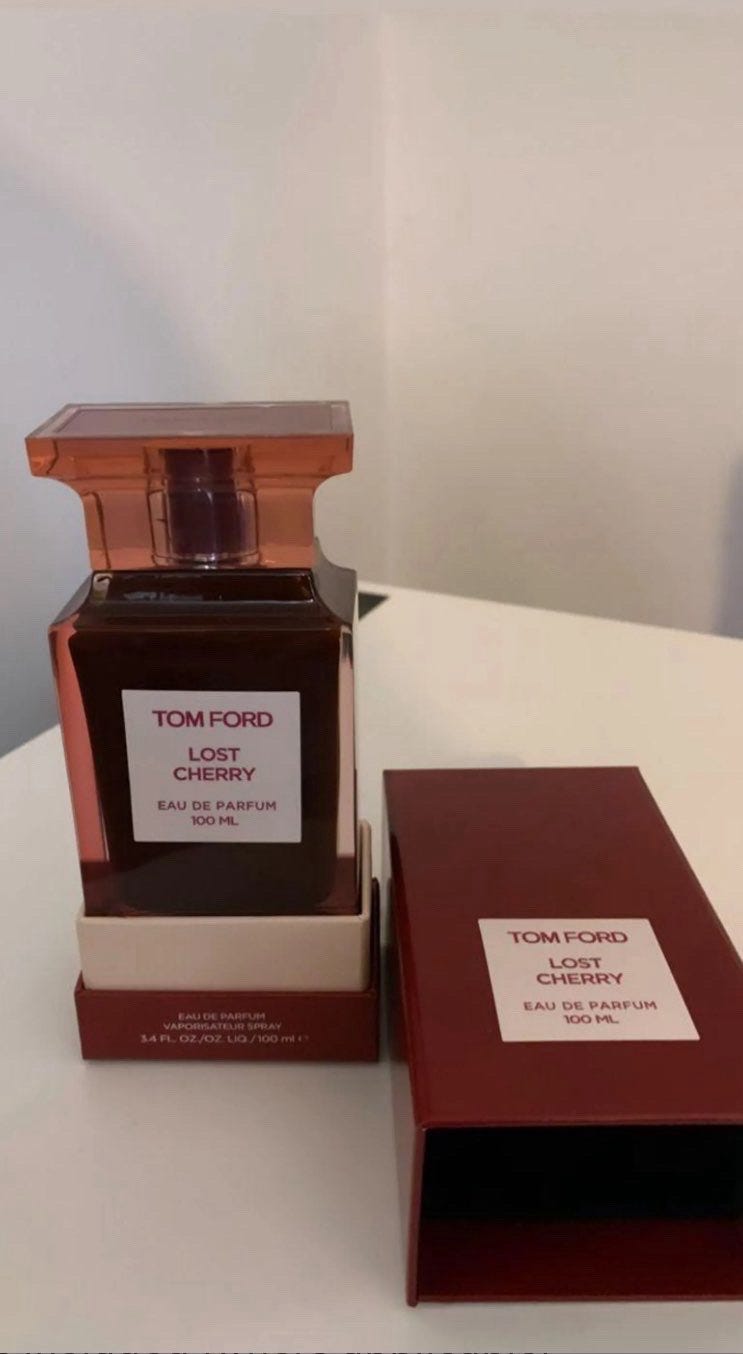 TOM FORD
LOST
CHERRY
EAU DE PARFUM
100 ML
EAU DE PARFUM
VAPORISATEUR SPRAY
3.4 FL. OZ./OZ. LIQ. / 100 ml ℮
TOM FORD
LOST
CHERRY
EAU DE PARFUM
100 ML